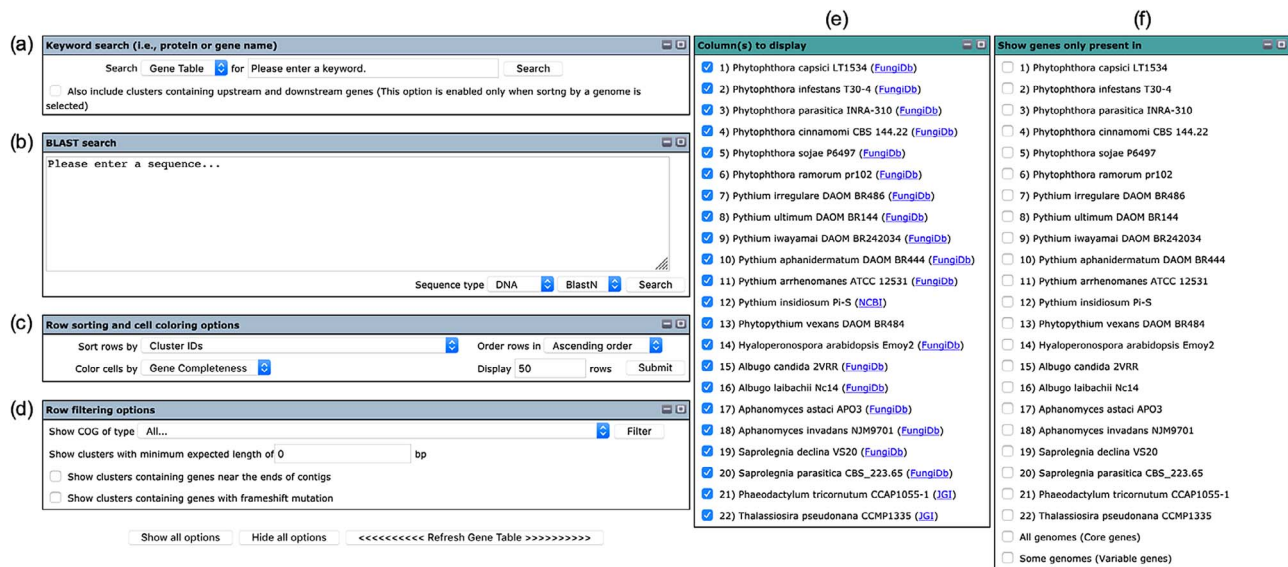 (a)
Keyword search (i.e., protein or gene name)
Search Gene Table for Please enter a keyword. Search
Also include clusters containing upstream and downstream genes (This option is enabled only when sortng by a genome is
selected)
(b)
BLAST search
Please enter a sequence...
Sequence type DNA BlastN Search
(c)
Row sorting and cell coloring options
Sort rows by Cluster IDs Order rows in Ascending order
Color cells by Gene Completeness Display 50 rows Submit
(d)
Row filtering options
Show COG of type All... Filter
Show clusters with minimum expected length of 0 bp
Show clusters containing genes near the ends of contigs
Show clusters containing genes with frameshift mutation
Show all options Hide all options <<<<<<<<<< Refresh Gene Table >>>>>>>>>>
(e)
Column(s) to display
1) Phytophthora capsici LT1534 (FungiDb)
2) Phytophthora infestans T30-4 (FungiDb)
3) Phytophthora parasitica INRA-310 (FungiDb)
4) Phytophthora cinnamomi CBS 144.22 (FungiDb)
5) Phytophthora sojae P6497 (FungiDb)
6) Phytophthora ramorum pr102 (FungiDb)
7) Pythium irregulare DAOM BR486 (FungiDb)
8) Pythium ultimum DAOM BR144 (FungiDb)
9) Pythium iwayamai DAOM BR242034 (FungiDb)
10) Pythium aphanidermatum DAOM BR444 (FungiDb)
11) Pythium arrhenomanes ATCC 12531 (FungiDb)
12) Pythium insidiosum Pi-S (NCBI)
13) Phytopythium vexans DAOM BR484
14) Hyaloperonospora arabidopsis Emoy2 (FungiDb)
15) Albugo candida 2VRR (FungiDb)
16) Albugo laibachii Nc14 (FungiDb)
17) Aphanomyces astaci APO3 (FungiDb)
18) Aphanomyces invadans NJM9701 (FungiDb)
19) Saprolegnia declina VS20 (FungiDb)
20) Saprolegnia parasitica CBS_223.65 (FungiDb)
21) Phaeodactylum tricornutum CCAP1055-1 (JGI)
22) Thalassiosira pseudonana CCMP1335 (JGI)
(f)
Show genes only present in
1) Phytophthora capsici LT1534
2) Phytophthora infestans T30-4
3) Phytophthora parasitica INRA-310
4) Phytophthora cinnamomi CBS 144.22
5) Phytophthora sojae P6497
6) Phytophthora ramorum pr102
7) Pythium irregulare DAOM BR486
8) Pythium ultimum DAOM BR144
9) Pythium iwayamai DAOM BR242034
10) Pythium aphanidermatum DAOM BR444
11) Pythium arrhenomanes ATCC 12531
12) Pythium insidiosum Pi-S
13) Phytopythium vexans DAOM BR484
14) Hyaloperonospora arabidopsis Emoy2
15) Albugo candida 2VRR
16) Albugo laibachii Nc14
17) Aphanomyces astaci APO3
18) Aphanomyces invadans NJM9701
19) Saprolegnia declina VS20
20) Saprolegnia parasitica CBS_223.65
21) Phaeodactylum tricornutum CCAP1055-1
22) Thalassiosira pseudonana CCMP1335
All genomes (Core genes)
Some genomes (Variable genes)